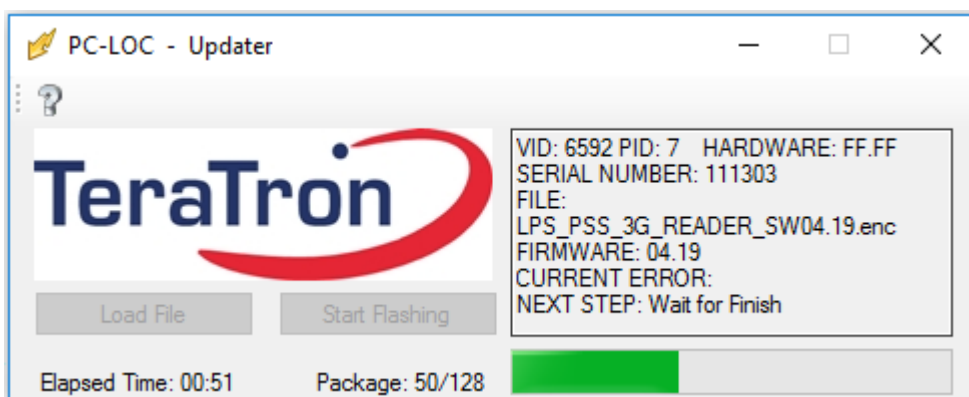 PC-LOC - Updater
TeraTron
VID: 6592 PID: 7 HARDWARE: FF.FF
SERIAL NUMBER: 111303
FILE:
LPS_PSS_3G_READER_SW04.19.enc
FIRMWARE: 04.19
CURRENT ERROR:
NEXT STEP: Wait for Finish
Load File
Start Flashing
Elapsed Time: 00:51
Package: 50/128